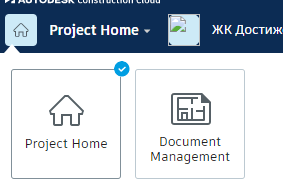 AUTODESK Construction Cloud
Project Home ЖК Достиж
Project Home
Document
Management